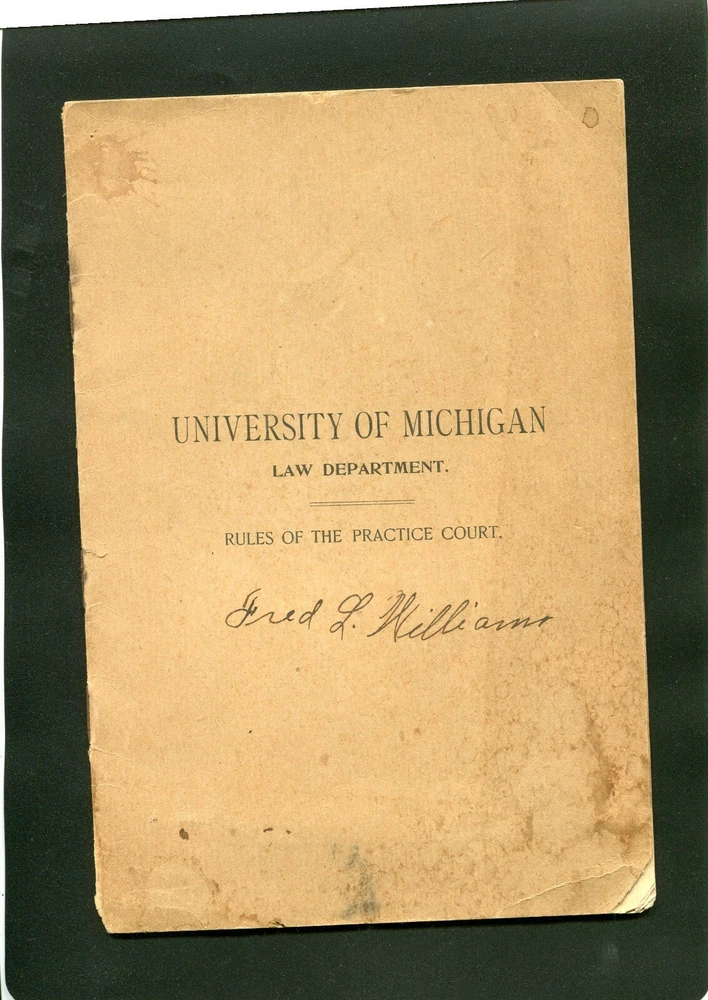 UNIVERSITY OF MICHIGAN
LAW DEPARTMENT.
RULES OF THE PRACTICE COURT.
Fred L. Williams